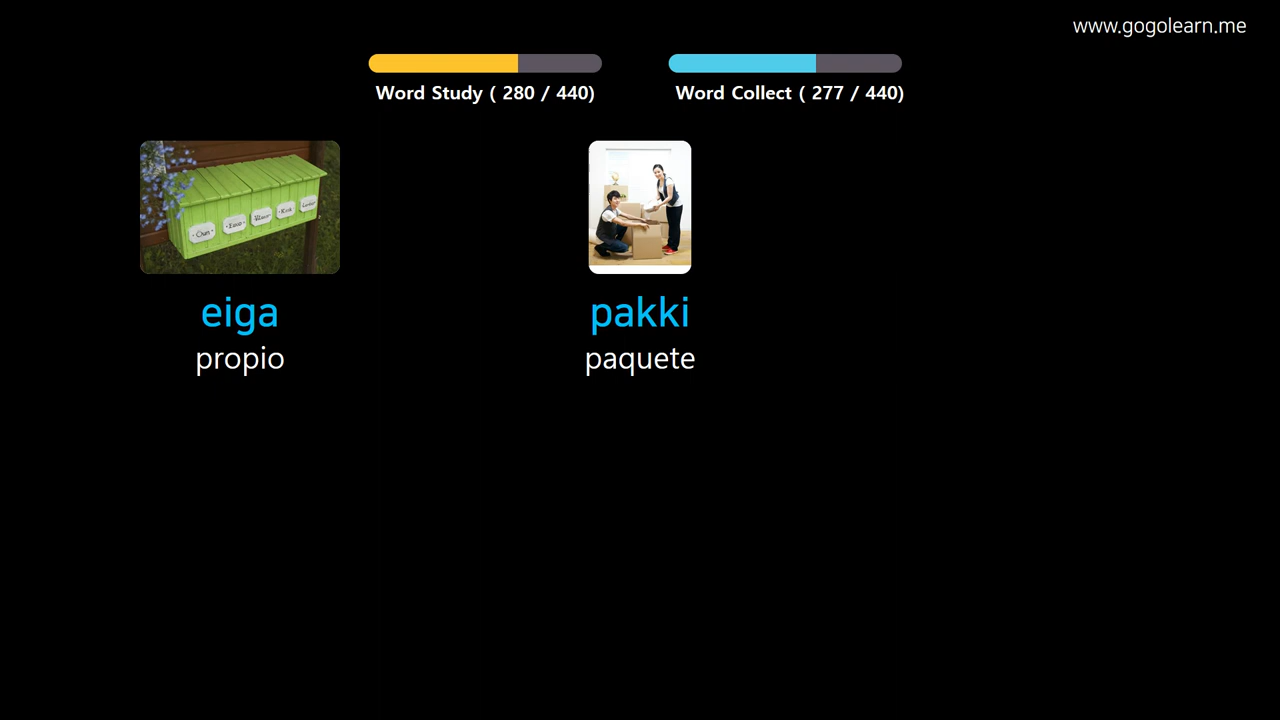 www.gogolearn.me
Word Study ( 280 / 440)
Word Collect ( 277 / 440)
eiga
propio
pakki
paquete